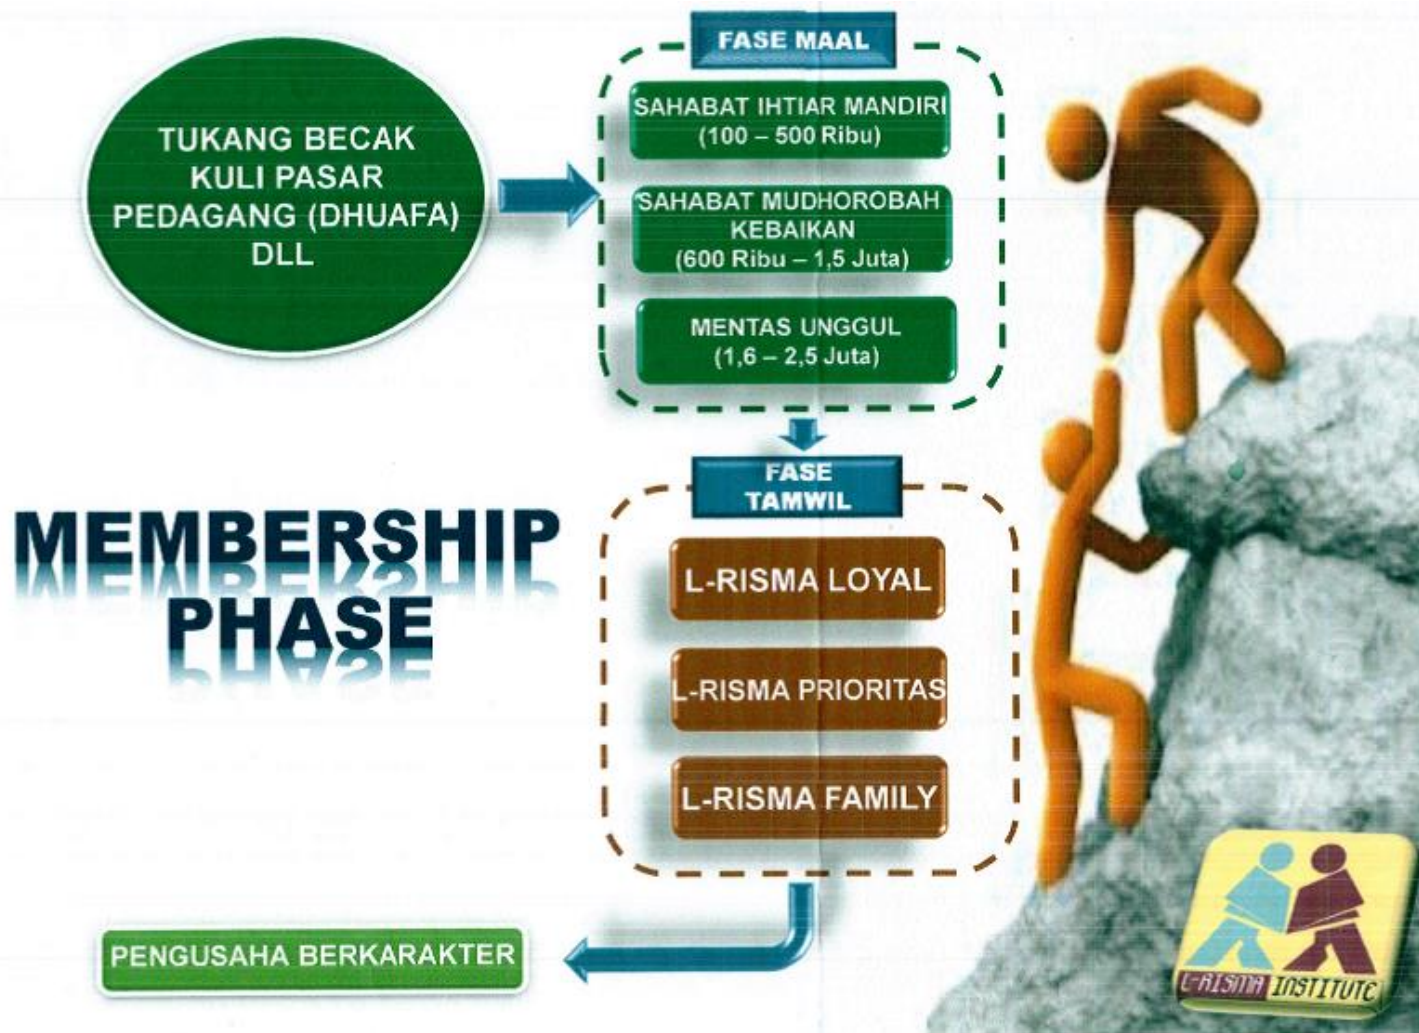 TUKANG BECAK
KULI PASAR
PEDAGANG (DHUAFA)
DLL
FASE MAAL
SAHABAT IHTIAR MANDIRI
(100 – 500 Ribu)
SAHABAT MUDHOROBAH
KEBAIKAN
(600 Ribu – 1,5 Juta)
MENTAS UNGGUL
(1,6 – 2,5 Juta)
MEMBERSHIP
PHASE
FASE
TAMWIL
L-RISMA LOYAL
L-RISMA PRIORITAS
L-RISMA FAMILY
PENGUSAHA BERKARAKTER
L-RISMA INSTITUTE